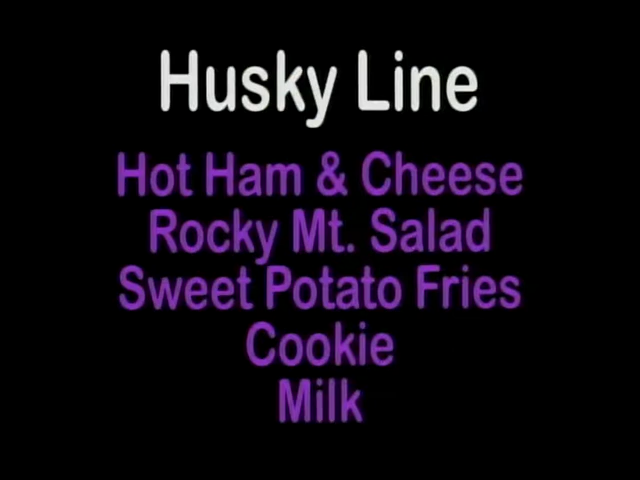 Husky Line
Hot Ham & Cheese
Rocky Mt. Salad
Sweet Potato Fries
Cookie
Milk